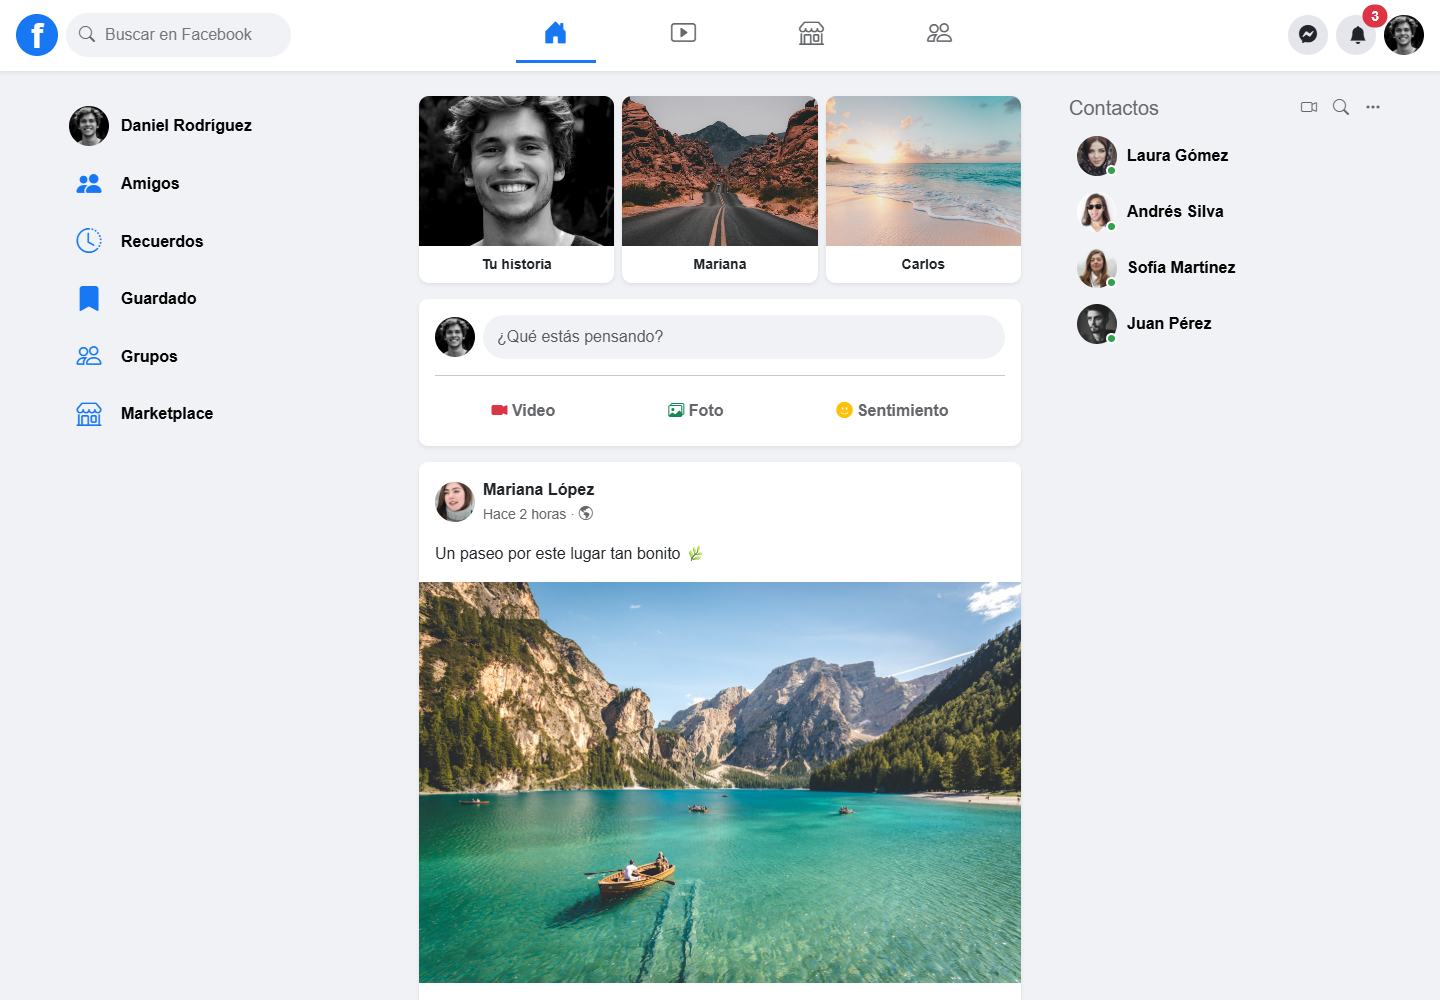 f
Buscar en Facebook
3
Daniel Rodríguez
Amigos
Recuerdos
Guardado
Grupos
Marketplace
Tu historia
Mariana
Carlos
¿Qué estás pensando?
Video
Foto
Sentimiento
Mariana López
Hace 2 horas ·
Un paseo por este lugar tan bonito 🌿
Contactos
Laura Gómez
Andrés Silva
Sofía Martínez
Juan Pérez